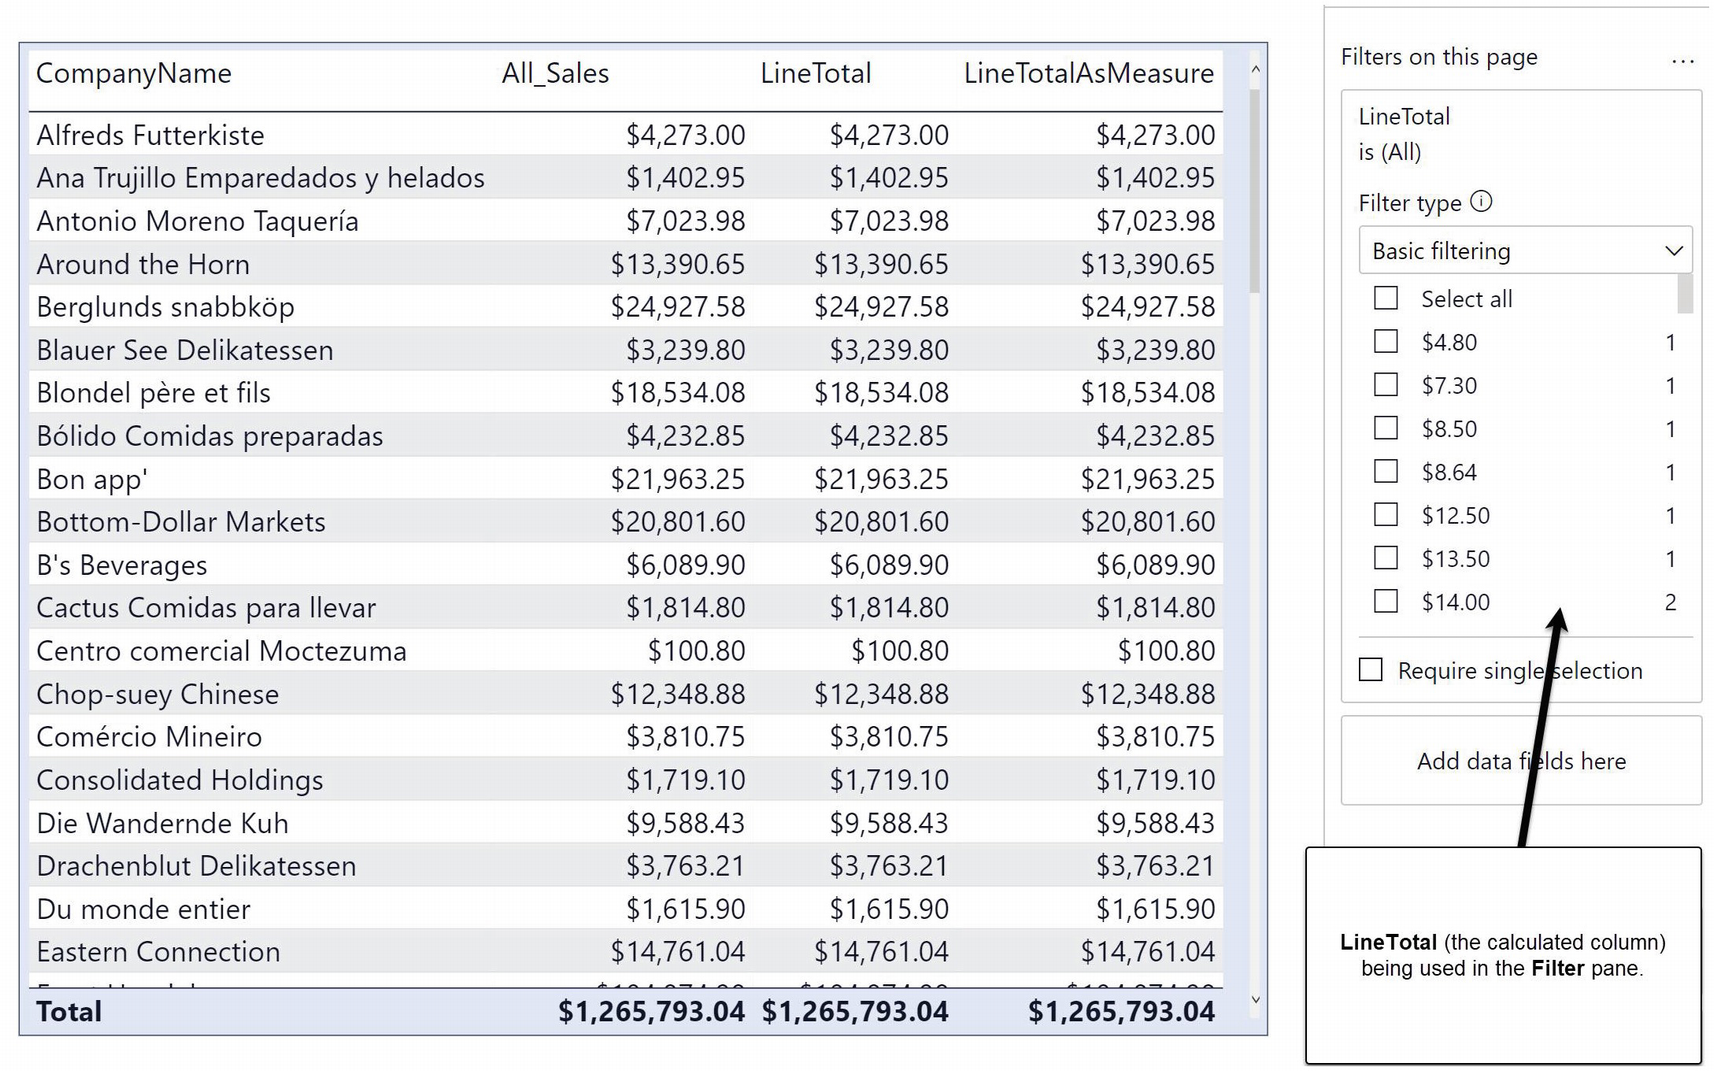 CompanyName All_Sales LineTotal LineTotalAsMeasure
Alfreds Futterkiste $4,273.00 $4,273.00 $4,273.00
Ana Trujillo Emparedados y helados $1,402.95 $1,402.95 $1,402.95
Antonio Moreno Taquería $7,023.98 $7,023.98 $7,023.98
Around the Horn $13,390.65 $13,390.65 $13,390.65
Berglunds snabbköp $24,927.58 $24,927.58 $24,927.58
Blauer See Delikatessen $3,239.80 $3,239.80 $3,239.80
Blondel père et fils $18,534.08 $18,534.08 $18,534.08
Bólido Comidas preparadas $4,232.85 $4,232.85 $4,232.85
Bon app' $21,963.25 $21,963.25 $21,963.25
Bottom-Dollar Markets $20,801.60 $20,801.60 $20,801.60
B's Beverages $6,089.90 $6,089.90 $6,089.90
Cactus Comidas para llevar $1,814.80 $1,814.80 $1,814.80
Centro comercial Moctezuma $100.80 $100.80 $100.80
Chop-suey Chinese $12,348.88 $12,348.88 $12,348.88
Comércio Mineiro $3,810.75 $3,810.75 $3,810.75
Consolidated Holdings $1,719.10 $1,719.10 $1,719.10
Die Wandernde Kuh $9,588.43 $9,588.43 $9,588.43
Drachenblut Delikatessen $3,763.21 $3,763.21 $3,763.21
Du monde entier $1,615.90 $1,615.90 $1,615.90
Eastern Connection $14,761.04 $14,761.04 $14,761.04
Total $1,265,793.04 $1,265,793.04 $1,265,793.04
Filters on this page ...
LineTotal
is (All)
Filter type
Basic filtering
Select all
$4.80 1
$7.30 1
$8.50 1
$8.64 1
$12.50 1
$13.50 1
$14.00 2
Require single selection
Add data fields here
LineTotal (the calculated column)
being used in the Filter pane.